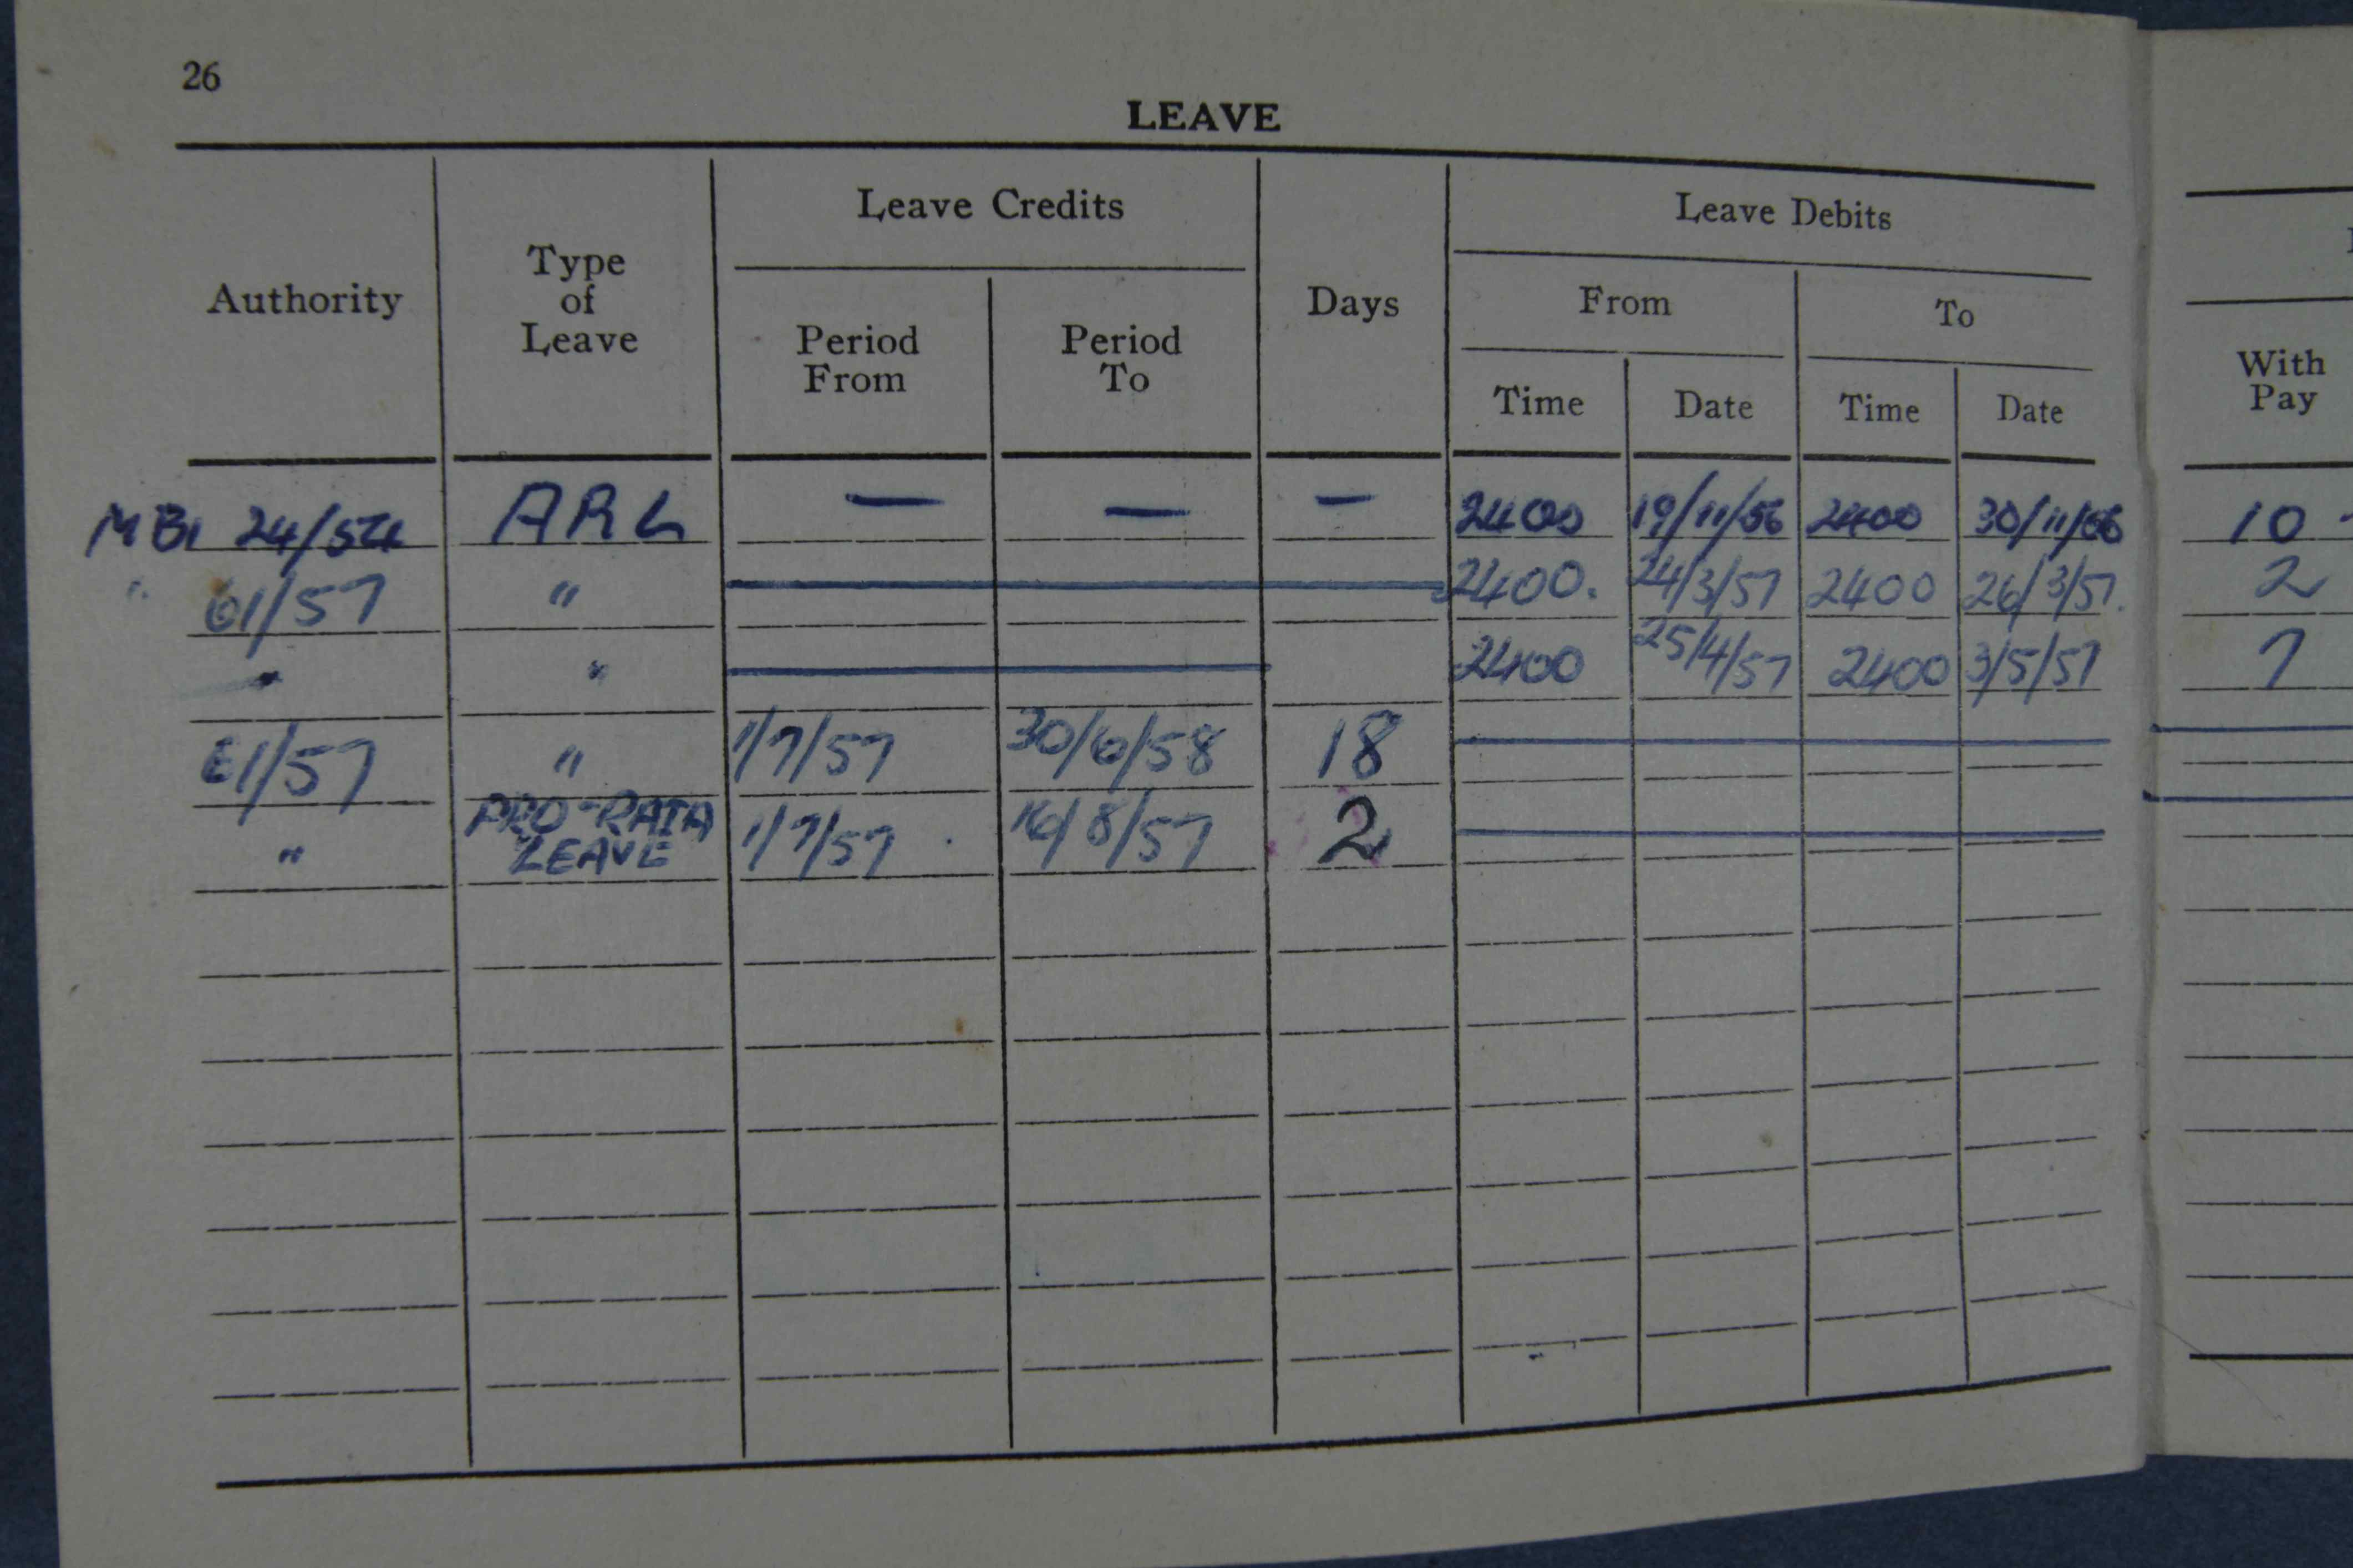 26
LEAVE
Authority
Type
of
Leave
Leave Credits
Period
From
Period
To
Days
Leave Debits
From
To
Time
Date
Time
Date
With
Pay
MBI 24/54 ARL — — — 2400 19/11/56 2400 30/11/56 10
" 61/57 " 2400. 24/3/57 2400 26/3/57. 2
" " 2400 25/4/57 2400 3/5/57 7
61/57 " 1/7/57 30/6/58 18
" PRO-RATA
LEAVE 1/7/57 16/8/57 2